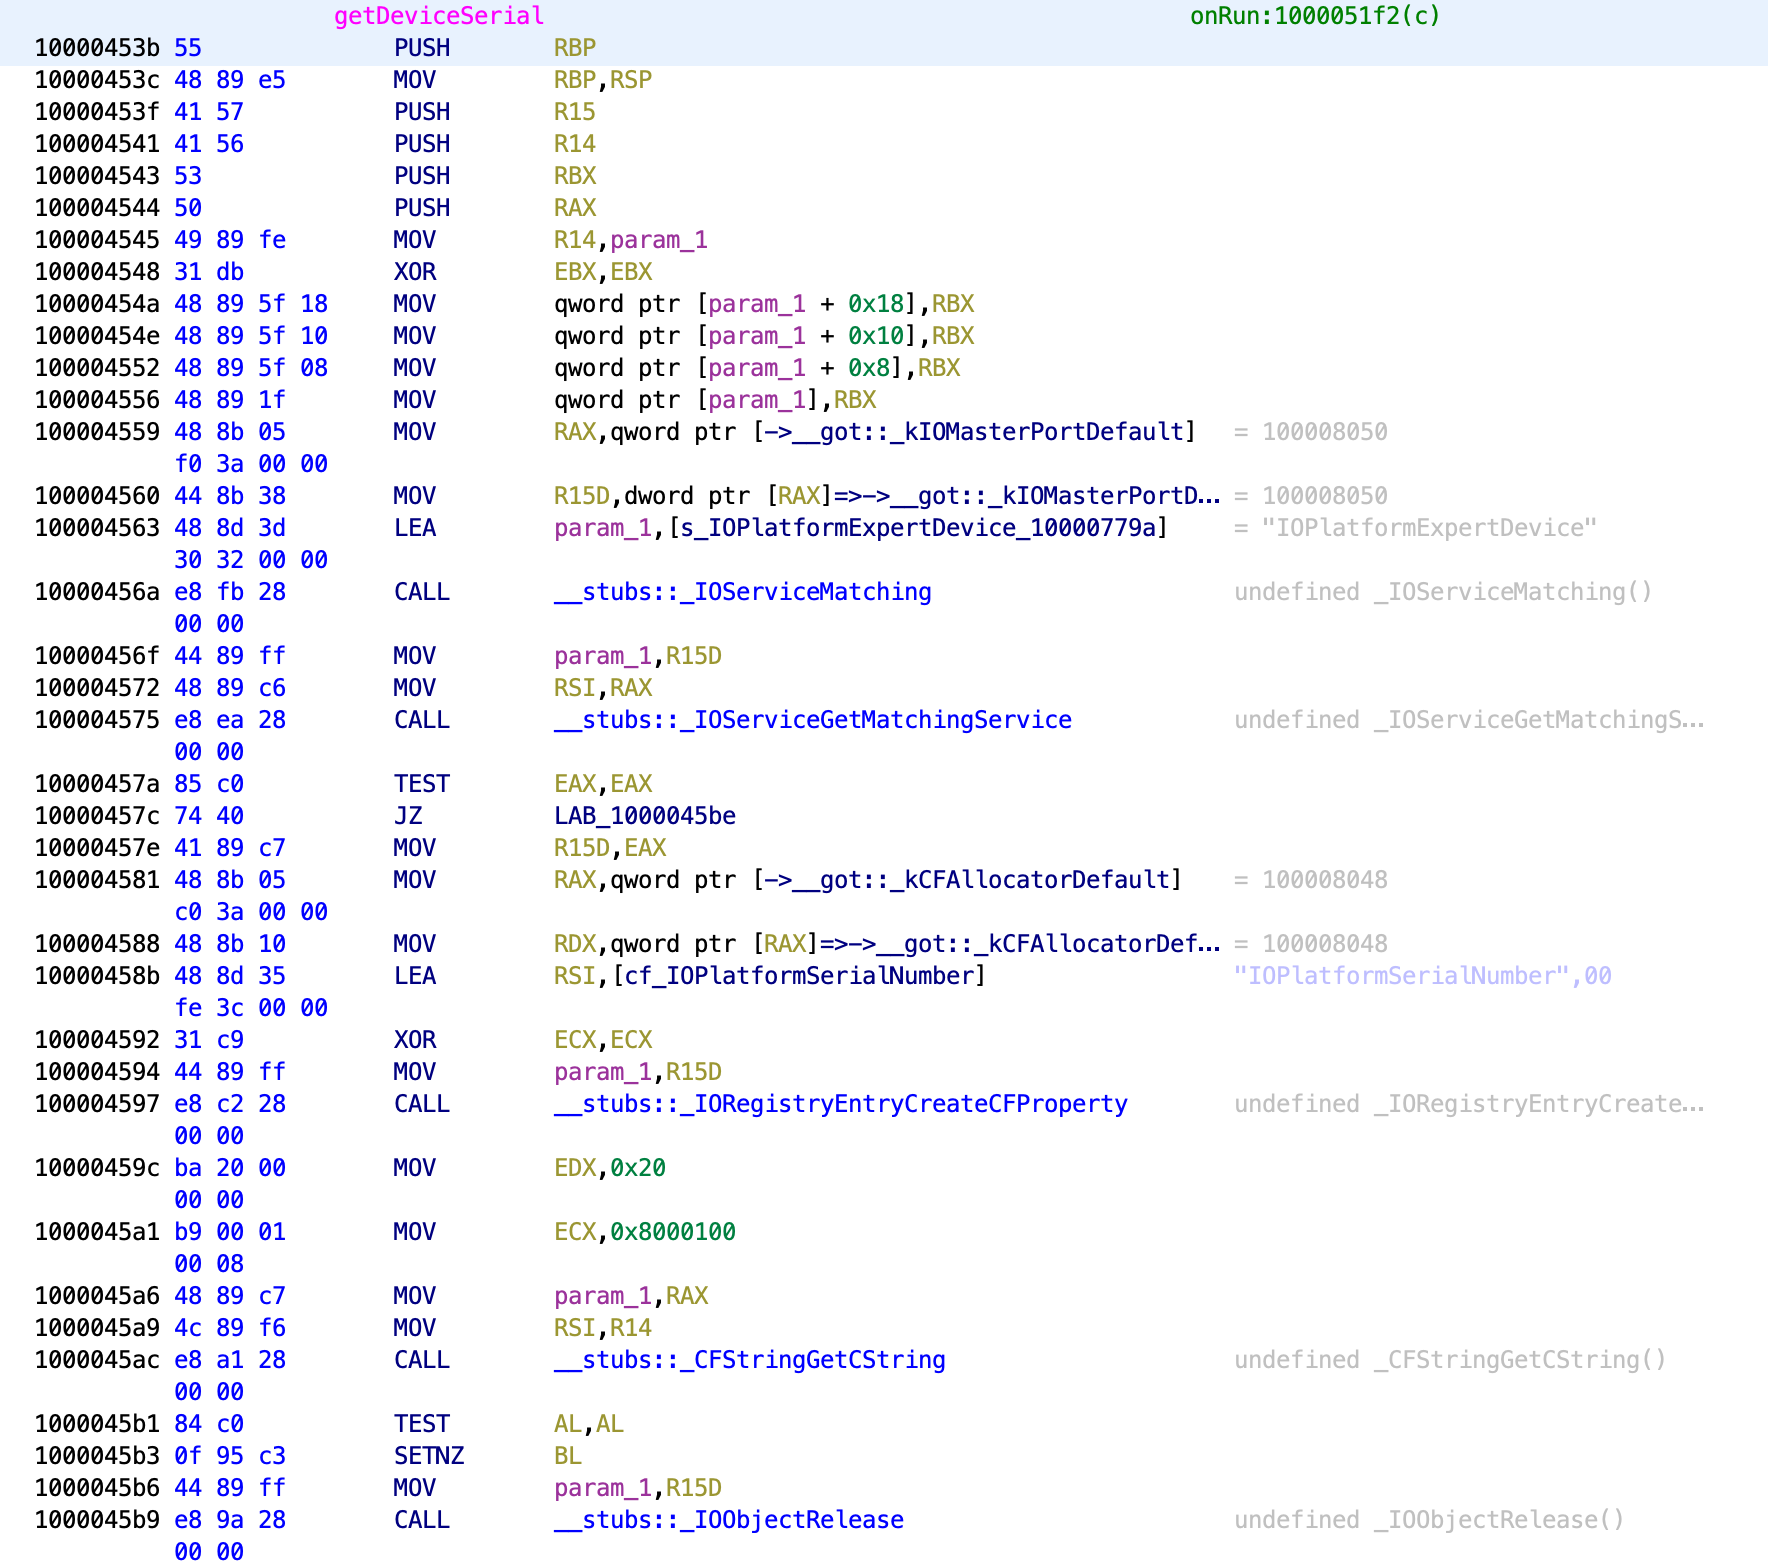 getDeviceSerial onRun:1000051f2(c)
10000453b 55 PUSH RBP
10000453c 48 89 e5 MOV RBP,RSP
10000453f 41 57 PUSH R15
100004541 41 56 PUSH R14
100004543 53 PUSH RBX
100004544 50 PUSH RAX
100004545 49 89 fe MOV R14,param_1
100004548 31 db XOR EBX,EBX
10000454a 48 89 5f 18 MOV qword ptr [param_1 + 0x18],RBX
10000454e 48 89 5f 10 MOV qword ptr [param_1 + 0x10],RBX
100004552 48 89 5f 08 MOV qword ptr [param_1 + 0x8],RBX
100004556 48 89 1f MOV qword ptr [param_1],RBX
100004559 48 8b 05 MOV RAX,qword ptr [->__got::_kIOMasterPortDefault] = 100008050
f0 3a 00 00
100004560 44 8b 38 MOV R15D,dword ptr [RAX]=>->__got::_kIOMasterPortD... = 100008050
100004563 48 8d 3d LEA param_1,[s_IOPlatformExpertDevice_10000779a] = "IOPlatformExpertDevice"
30 32 00 00
10000456a e8 fb 28 CALL __stubs::_IOServiceMatching undefined _IOServiceMatching()
00 00
10000456f 44 89 ff MOV param_1,R15D
100004572 48 89 c6 MOV RSI,RAX
100004575 e8 ea 28 CALL __stubs::_IOServiceGetMatchingService undefined _IOServiceGetMatchingS...
00 00
10000457a 85 c0 TEST EAX,EAX
10000457c 74 40 JZ LAB_1000045be
10000457e 41 89 c7 MOV R15D,EAX
100004581 48 8b 05 MOV RAX,qword ptr [->__got::_kCFAllocatorDefault] = 100008048
c0 3a 00 00
100004588 48 8b 10 MOV RDX,qword ptr [RAX]=>->__got::_kCFAllocatorDef... = 100008048
10000458b 48 8d 35 LEA RSI,[cf_IOPlatformSerialNumber] "IOPlatformSerialNumber",00
fe 3c 00 00
100004592 31 c9 XOR ECX,ECX
100004594 44 89 ff MOV param_1,R15D
100004597 e8 c2 28 CALL __stubs::_IORegistryEntryCreateCFProperty undefined _IORegistryEntryCreate...
00 00
10000459c ba 20 00 MOV EDX,0x20
00 00
1000045a1 b9 00 01 MOV ECX,0x8000100
00 08
1000045a6 48 89 c7 MOV param_1,RAX
1000045a9 4c 89 f6 MOV RSI,R14
1000045ac e8 a1 28 CALL __stubs::_CFStringGetCString undefined _CFStringGetCString()
00 00
1000045b1 84 c0 TEST AL,AL
1000045b3 0f 95 c3 SETNZ BL
1000045b6 44 89 ff MOV param_1,R15D
1000045b9 e8 9a 28 CALL __stubs::_IOObjectRelease undefined _IOObjectRelease()
00 00